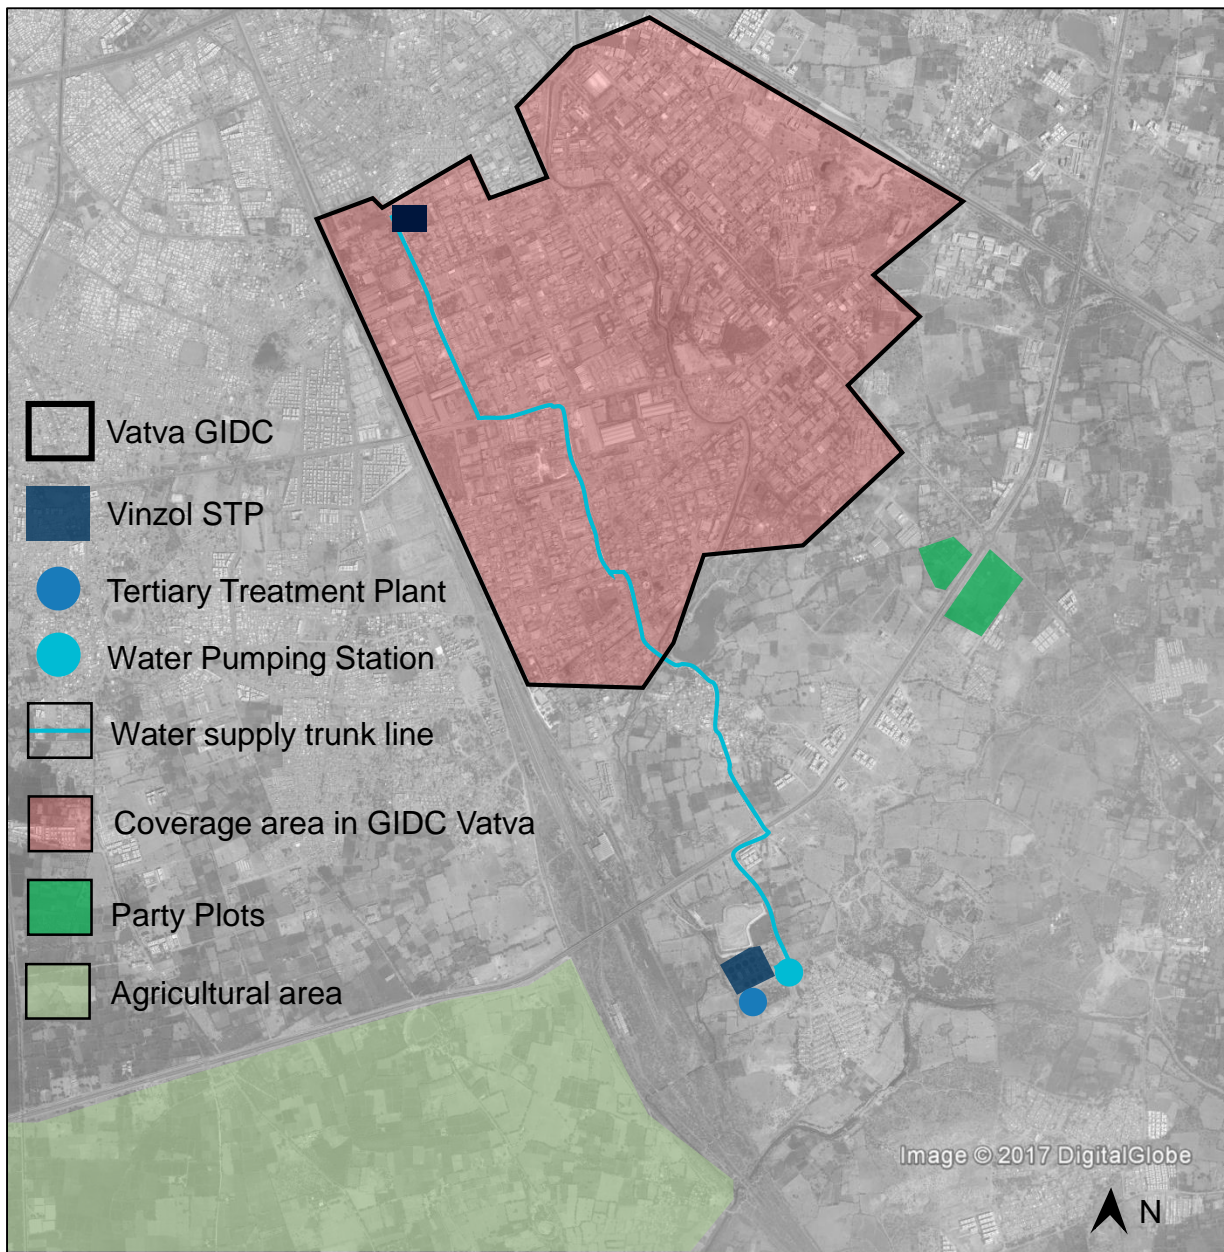 Vatva GIDC
Vinzol STP
Tertiary Treatment Plant
Water Pumping Station
Water supply trunk line
Coverage area in GIDC Vatva
Party Plots
Agricultural area
Image © 2017 DigitalGlobe
N